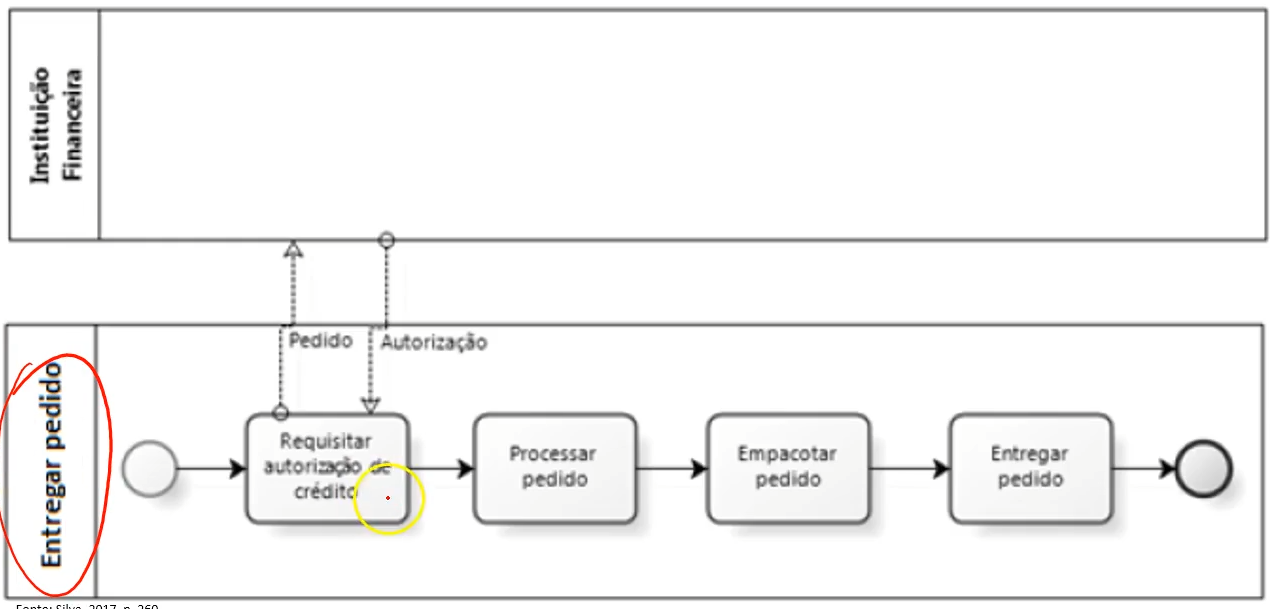 Instituição
Financeira
Pedido
Autorização
Entregar pedido
Requisitar
autorização de
crédito
Processar
pedido
Empacotar
pedido
Entregar
pedido
Fonte: Silva, 2017, p. 260